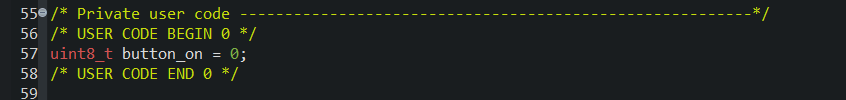 55 /* Private user code ---------------------------------------------------------*/
56 /* USER CODE BEGIN 0 */
57 uint8_t button_on = 0;
58 /* USER CODE END 0 */
59